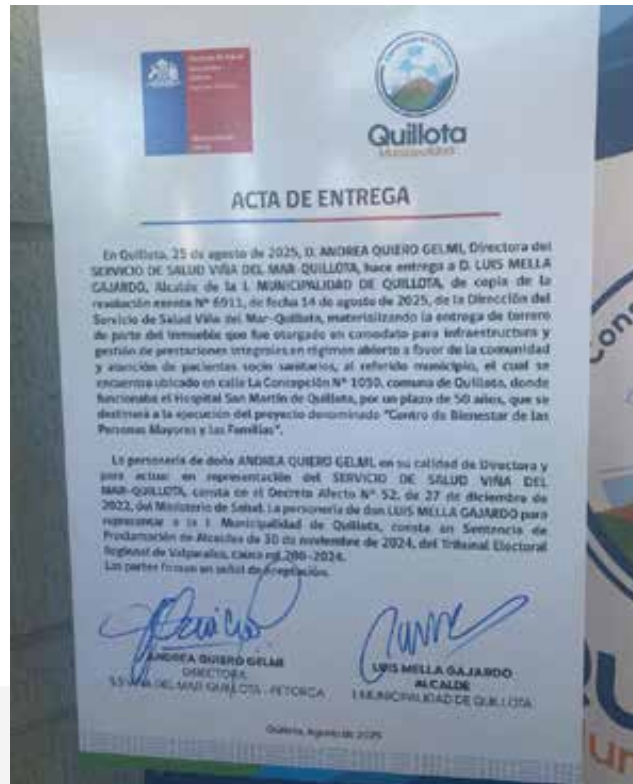 Quillota
Municipalidad
ACTA DE ENTREGA
En Quillota, 25 de agosto de 2025, D. ANDREA QUIERO GELMI, Directora del
SERVICIO DE SALUD VIÑA DEL MAR-QUILLOTA, hace entrega a D. LUIS MELLA
GAJARDO, Alcalde de la I. MUNICIPALIDAD DE QUILLOTA, de copia de la
resolución exenta Nº 6911, de fecha 14 de agosto de 2025, de la Dirección del
Servicio de Salud Viña del Mar-Quillota, materializando la entrega de terreno
de parte del inmueble que fue otorgado en comodato para infraestructura y
gestión de prestaciones integrales en régimen abierto a favor de la comunidad
y atención de pacientes socio sanitarios, al referido municipio, el cual se
encuentra ubicado en calle La Concepción Nº 1050, comuna de Quillota, donde
funcionaba el Hospital San Martín de Quillota, por un plazo de 50 años, que se
destinará a la ejecución del proyecto denominado "Centro de Bienestar de las
Personas Mayores y las Familias".
La personería de doña ANDREA QUIERO GELMI, en su calidad de Directora y
para actuar en representación del SERVICIO DE SALUD VIÑA DEL
MAR-QUILLOTA, consta en el Decreto Afecto Nº 52, de 27 de diciembre de
2022, del Ministerio de Salud. La personería de don LUIS MELLA GAJARDO para
representar a la I. Municipalidad de Quillota, consta en Sentencia de
Proclamación de Alcaldes de 30 de noviembre de 2024, del Tribunal Electoral
Regional de Valparaíso, causa rol 286-2024.
Las partes firman en señal de aceptación.
ANDREA QUIERO GELMI
DIRECTORA
S.S VIÑA DEL MAR QUILLOTA - PETORCA
LUIS MELLA GAJARDO
ALCALDE
I. MUNICIPALIDAD DE QUILLOTA
Quillota, Agosto de 2025